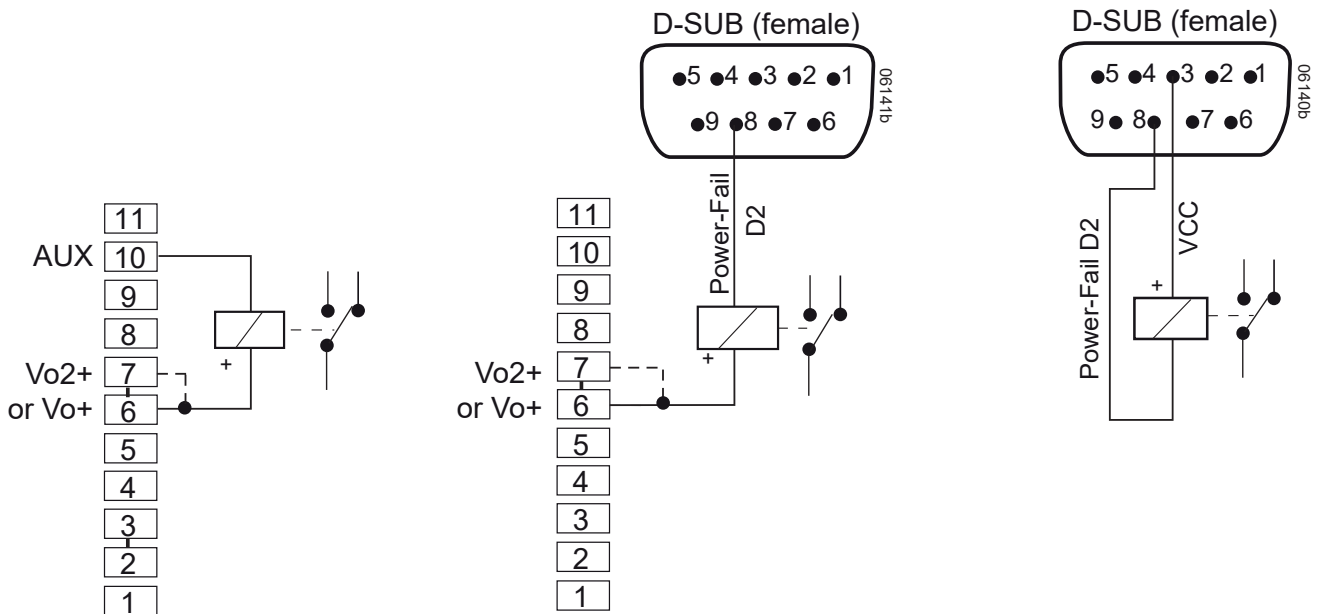 11
AUX 10
9
8
Vo2+ 7
or Vo+ 6
5
4
3
2
1
+
D-SUB (female)
5 4 3 2 1
9 8 7 6
06141b
Power-Fail
D2
11
10
9
8
Vo2+ 7
or Vo+ 6
5
4
3
2
1
+
D-SUB (female)
5 4 3 2 1
9 8 7 6
06140b
Power-Fail D2
VCC
+